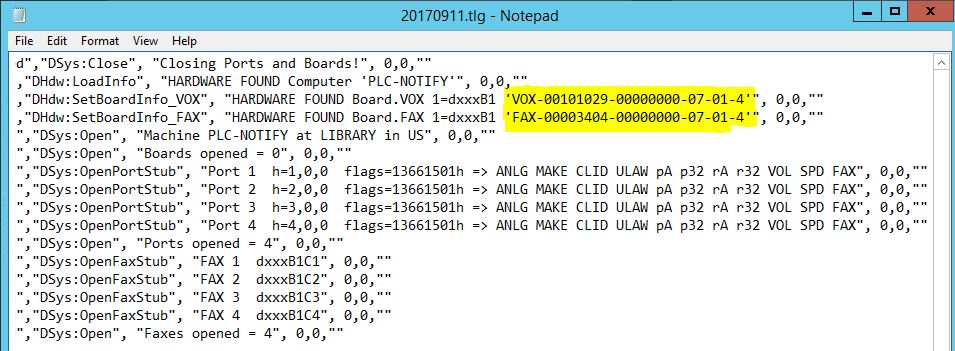 20170911.tlg - Notepad
File Edit Format View Help
d","DSys:Close", "Closing Ports and Boards!", 0,0,""
,"DHdw:LoadInfo", "HARDWARE FOUND Computer 'PLC-NOTIFY'", 0,0,""
,"DHdw:SetBoardInfo_VOX", "HARDWARE FOUND Board.VOX 1=dxxxB1 'VOX-00101029-00000000-07-01-4'", 0,0,""
,"DHdw:SetBoardInfo_FAX", "HARDWARE FOUND Board.FAX 1=dxxxB1 'FAX-00003404-00000000-07-01-4'", 0,0,""
","DSys:Open", "Machine PLC-NOTIFY at LIBRARY in US", 0,0,""
","DSys:Open", "Boards opened = 0", 0,0,""
","DSys:OpenPortStub", "Port 1  h=1,0,0  flags=13661501h => ANLG MAKE CLID ULAW pA p32 rA r32 VOL SPD FAX", 0,0,""
","DSys:OpenPortStub", "Port 2  h=2,0,0  flags=13661501h => ANLG MAKE CLID ULAW pA p32 rA r32 VOL SPD FAX", 0,0,""
","DSys:OpenPortStub", "Port 3  h=3,0,0  flags=13661501h => ANLG MAKE CLID ULAW pA p32 rA r32 VOL SPD FAX", 0,0,""
","DSys:OpenPortStub", "Port 4  h=4,0,0  flags=13661501h => ANLG MAKE CLID ULAW pA p32 rA r32 VOL SPD FAX", 0,0,""
","DSys:Open", "Ports opened = 4", 0,0,""
","DSys:OpenFaxStub", "FAX 1  dxxxB1C1", 0,0,""
","DSys:OpenFaxStub", "FAX 2  dxxxB1C2", 0,0,""
","DSys:OpenFaxStub", "FAX 3  dxxxB1C3", 0,0,""
","DSys:OpenFaxStub", "FAX 4  dxxxB1C4", 0,0,""
","DSys:Open", "Faxes opened = 4", 0,0,""